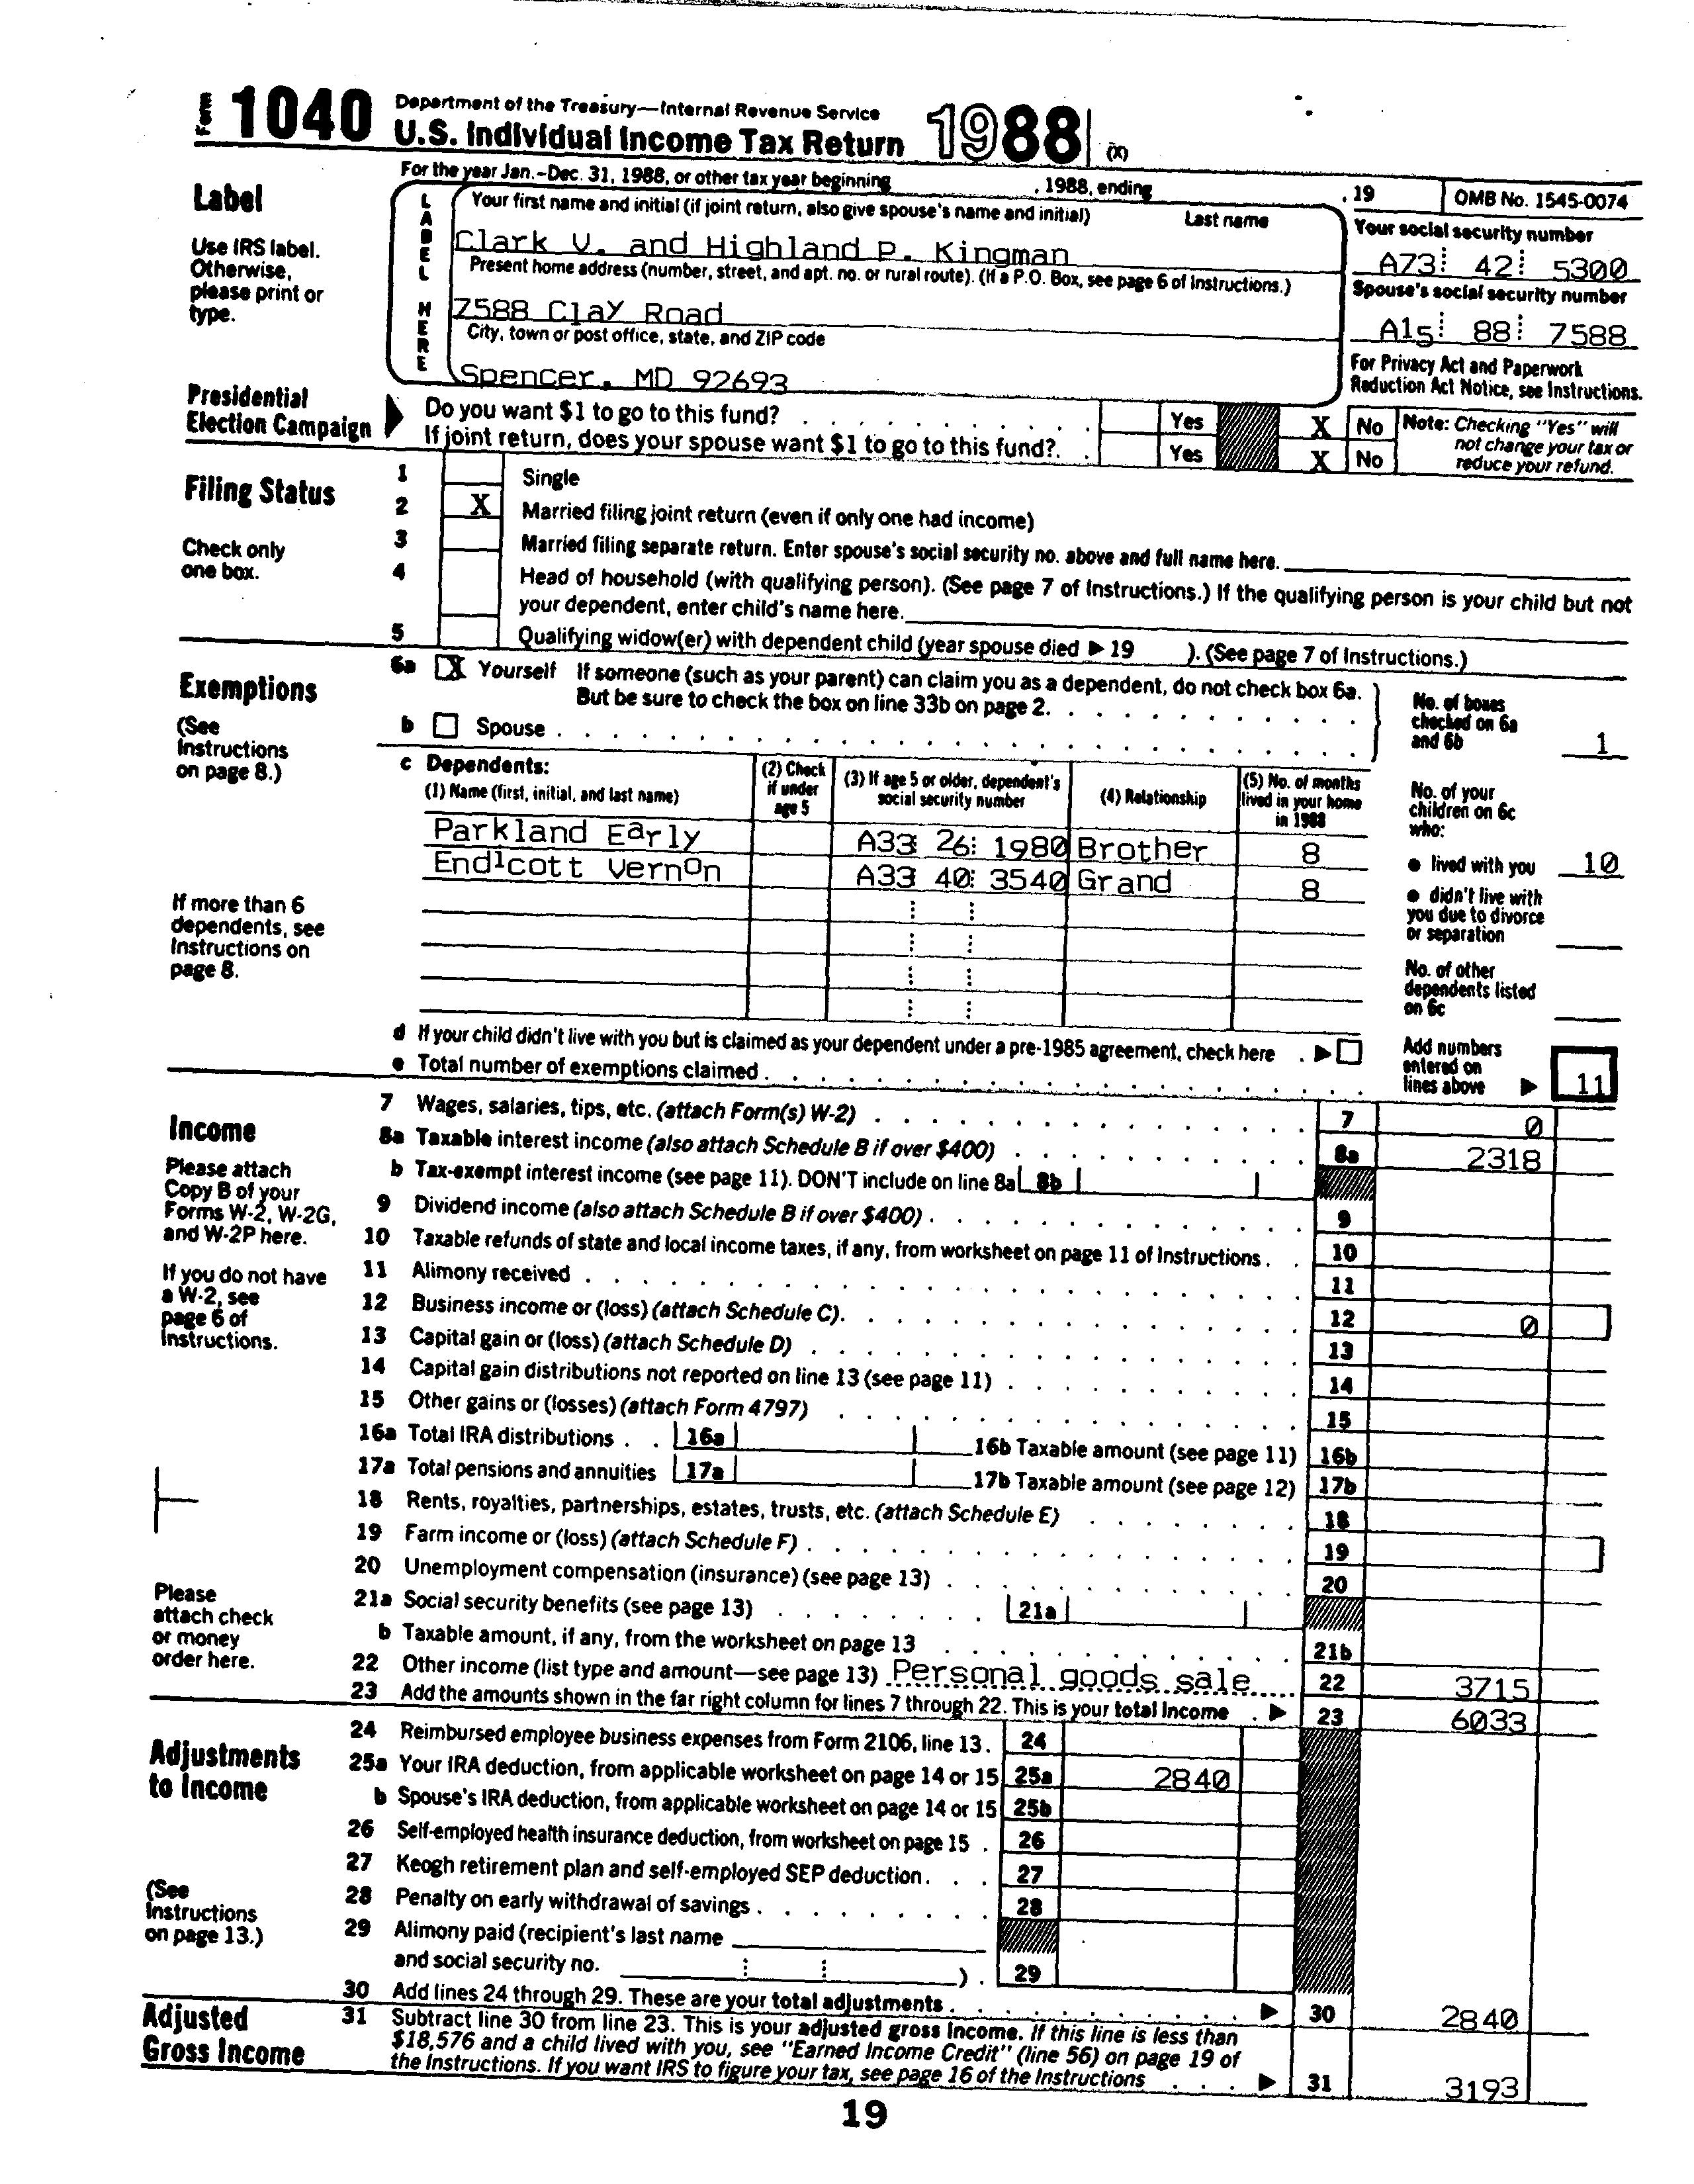 Form 1040 Department of the Treasury—Internal Revenue Service
U.S. Individual Income Tax Return 1988 (X)
For the year Jan.–Dec. 31, 1988, or other tax year beginning , 1988, ending , 19 OMB No. 1545-0074
Label
Use IRS label. Otherwise, please print or type.
LABEL HERE
Your first name and initial (if joint return, also give spouse's name and initial) Last name
Clark V. and Highland P. Kingman
Your social security number
A73 42 5300
Present home address (number, street, and apt. no. or rural route). (If a P.O. Box, see page 6 of Instructions.)
7588 Clay Road
Spouse's social security number
A15 88 7588
City, town or post office, state, and ZIP code
Spencer, MD 92693
For Privacy Act and Paperwork Reduction Act Notice, see Instructions.
Presidential Election Campaign
Do you want $1 to go to this fund? Yes X No
If joint return, does your spouse want $1 to go to this fund?. Yes X No
Note: Checking "Yes" will not change your tax or reduce your refund.
Filing Status
Check only one box.
1 Single
2 X Married filing joint return (even if only one had income)
3 Married filing separate return. Enter spouse's social security no. above and full name here.
4 Head of household (with qualifying person). (See page 7 of Instructions.) If the qualifying person is your child but not
your dependent, enter child's name here.
5 Qualifying widow(er) with dependent child (year spouse died ▶ 19 ). (See page 7 of Instructions.)
Exemptions
(See Instructions on page 8.)
6a X Yourself If someone (such as your parent) can claim you as a dependent, do not check box 6a.
But be sure to check the box on line 33b on page 2.
b Spouse
No. of boxes checked on 6a and 6b 1
c Dependents:
(1) Name (first, initial, and last name) (2) Check if under age 5 (3) If age 5 or older, dependent's social security number (4) Relationship (5) No. of months lived in your home in 1988
Parkland Early A33 26 1980 Brother 8
Endicott Vernon A33 40 3540 Grand 8
No. of your children on 6c who:
● lived with you 10
● didn't live with you due to divorce or separation
No. of other dependents listed on 6c
If more than 6 dependents, see Instructions on page 8.
d If your child didn't live with you but is claimed as your dependent under a pre-1985 agreement, check here ▶
e Total number of exemptions claimed
Add numbers entered on lines above ▶ 11
Income
Please attach Copy B of your Forms W-2, W-2G, and W-2P here.
If you do not have a W-2, see page 6 of Instructions.
Please attach check or money order here.
7 Wages, salaries, tips, etc. (attach Form(s) W-2) 7 0
8a Taxable interest income (also attach Schedule B if over $400) 8a 2318
b Tax-exempt interest income (see page 11). DON'T include on line 8a 8b
9 Dividend income (also attach Schedule B if over $400) 9
10 Taxable refunds of state and local income taxes, if any, from worksheet on page 11 of Instructions 10
11 Alimony received 11
12 Business income or (loss) (attach Schedule C) 12 0
13 Capital gain or (loss) (attach Schedule D) 13
14 Capital gain distributions not reported on line 13 (see page 11) 14
15 Other gains or (losses) (attach Form 4797) 15
16a Total IRA distributions 16a 16b Taxable amount (see page 11) 16b
17a Total pensions and annuities 17a 17b Taxable amount (see page 12) 17b
18 Rents, royalties, partnerships, estates, trusts, etc. (attach Schedule E) 18
19 Farm income or (loss) (attach Schedule F) 19
20 Unemployment compensation (insurance) (see page 13) 20
21a Social security benefits (see page 13) 21a
b Taxable amount, if any, from the worksheet on page 13 21b
22 Other income (list type and amount—see page 13) Personal goods sale 22 3715
23 Add the amounts shown in the far right column for lines 7 through 22. This is your total income ▶ 23 6033
Adjustments to Income
(See Instructions on page 13.)
24 Reimbursed employee business expenses from Form 2106, line 13. 24
25a Your IRA deduction, from applicable worksheet on page 14 or 15 25a 2840
b Spouse's IRA deduction, from applicable worksheet on page 14 or 15 25b
26 Self-employed health insurance deduction, from worksheet on page 15 26
27 Keogh retirement plan and self-employed SEP deduction 27
28 Penalty on early withdrawal of savings 28
29 Alimony paid (recipient's last name
and social security no. ). 29
30 Add lines 24 through 29. These are your total adjustments ▶ 30 2840
Adjusted Gross Income
31 Subtract line 30 from line 23. This is your adjusted gross income. If this line is less than
$18,576 and a child lived with you, see "Earned Income Credit" (line 56) on page 19 of
the Instructions. If you want IRS to figure your tax, see page 16 of the Instructions ▶ 31 3193
19